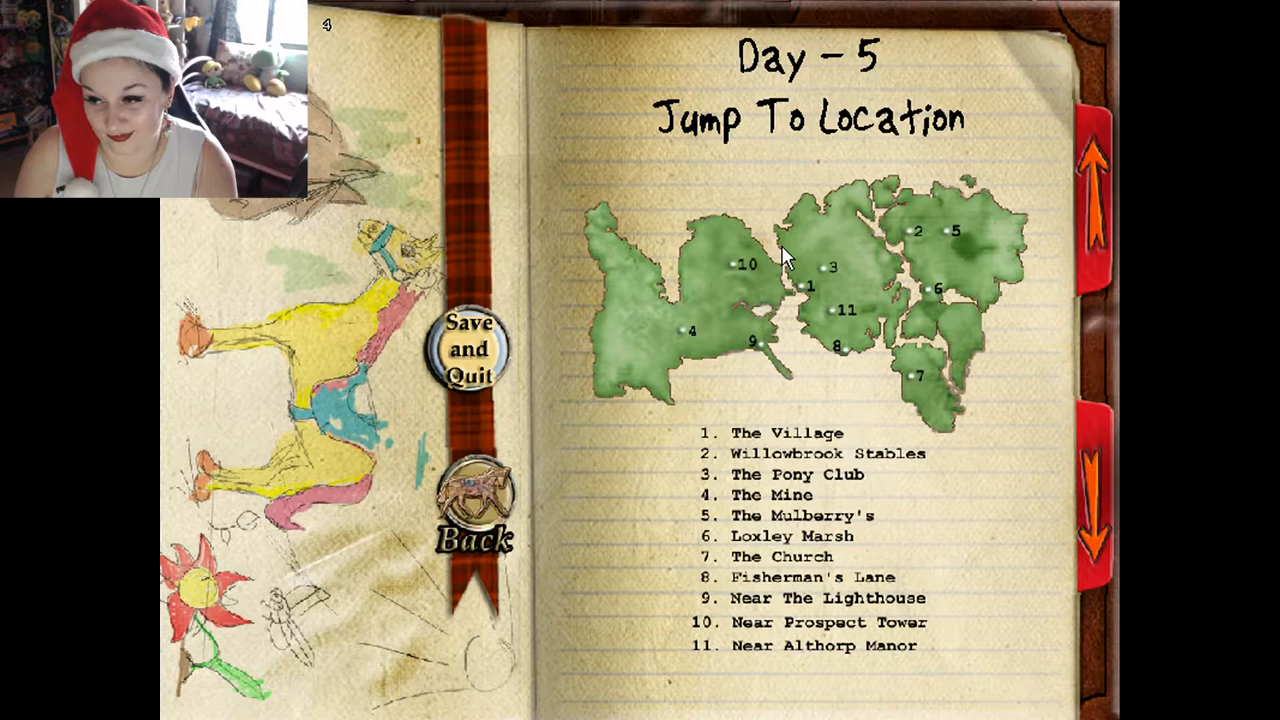 4
Day - 5
Jump To Location
2
5
10
3
1
6
11
4
9
8
7
Save
and
Quit
Back
1. The Village
2. Willowbrook Stables
3. The Pony Club
4. The Mine
5. The Mulberry's
6. Loxley Marsh
7. The Church
8. Fisherman's Lane
9. Near The Lighthouse
10. Near Prospect Tower
11. Near Althorp Manor